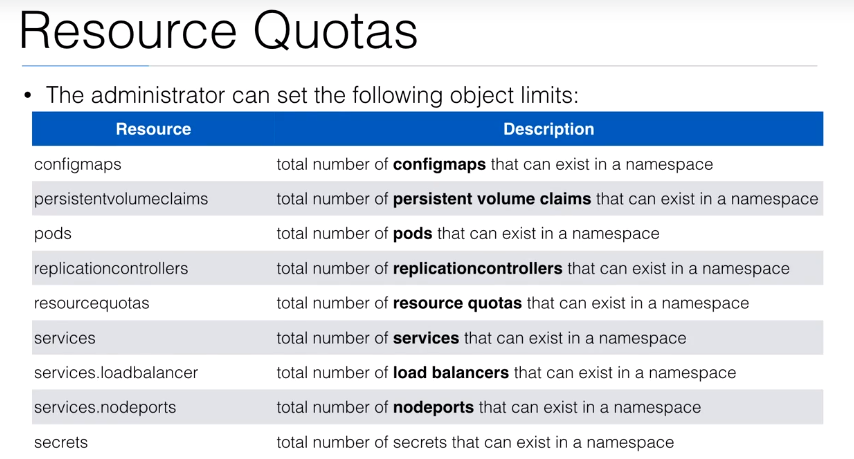 Resource Quotas
• The administrator can set the following object limits:
Resource Description
configmaps total number of configmaps that can exist in a namespace
persistentvolumeclaims total number of persistent volume claims that can exist in a namespace
pods total number of pods that can exist in a namespace
replicationcontrollers total number of replicationcontrollers that can exist in a namespace
resourcequotas total number of resource quotas that can exist in a namespace
services total number of services that can exist in a namespace
services.loadbalancer total number of load balancers that can exist in a namespace
services.nodeports total number of nodeports that can exist in a namespace
secrets total number of secrets that can exist in a namespace